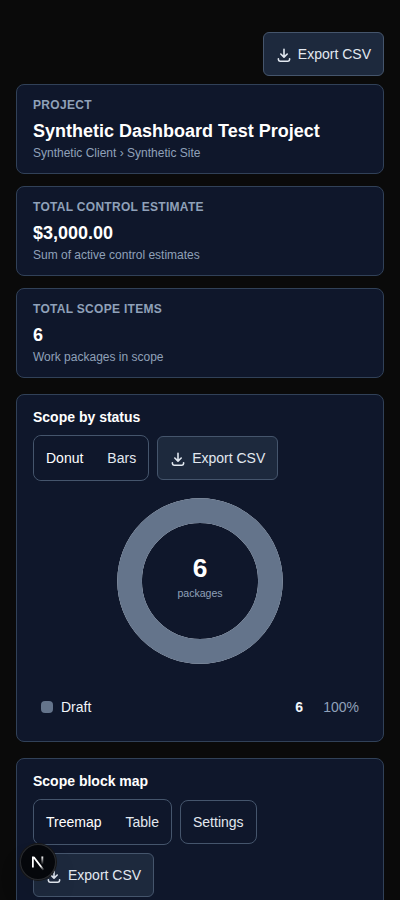 Export CSV
PROJECT
Synthetic Dashboard Test Project
Synthetic Client › Synthetic Site
TOTAL CONTROL ESTIMATE
$3,000.00
Sum of active control estimates
TOTAL SCOPE ITEMS
6
Work packages in scope
Scope by status
Donut Bars Export CSV
6
packages
Draft 6 100%
Scope block map
Treemap Table Settings
N Export CSV